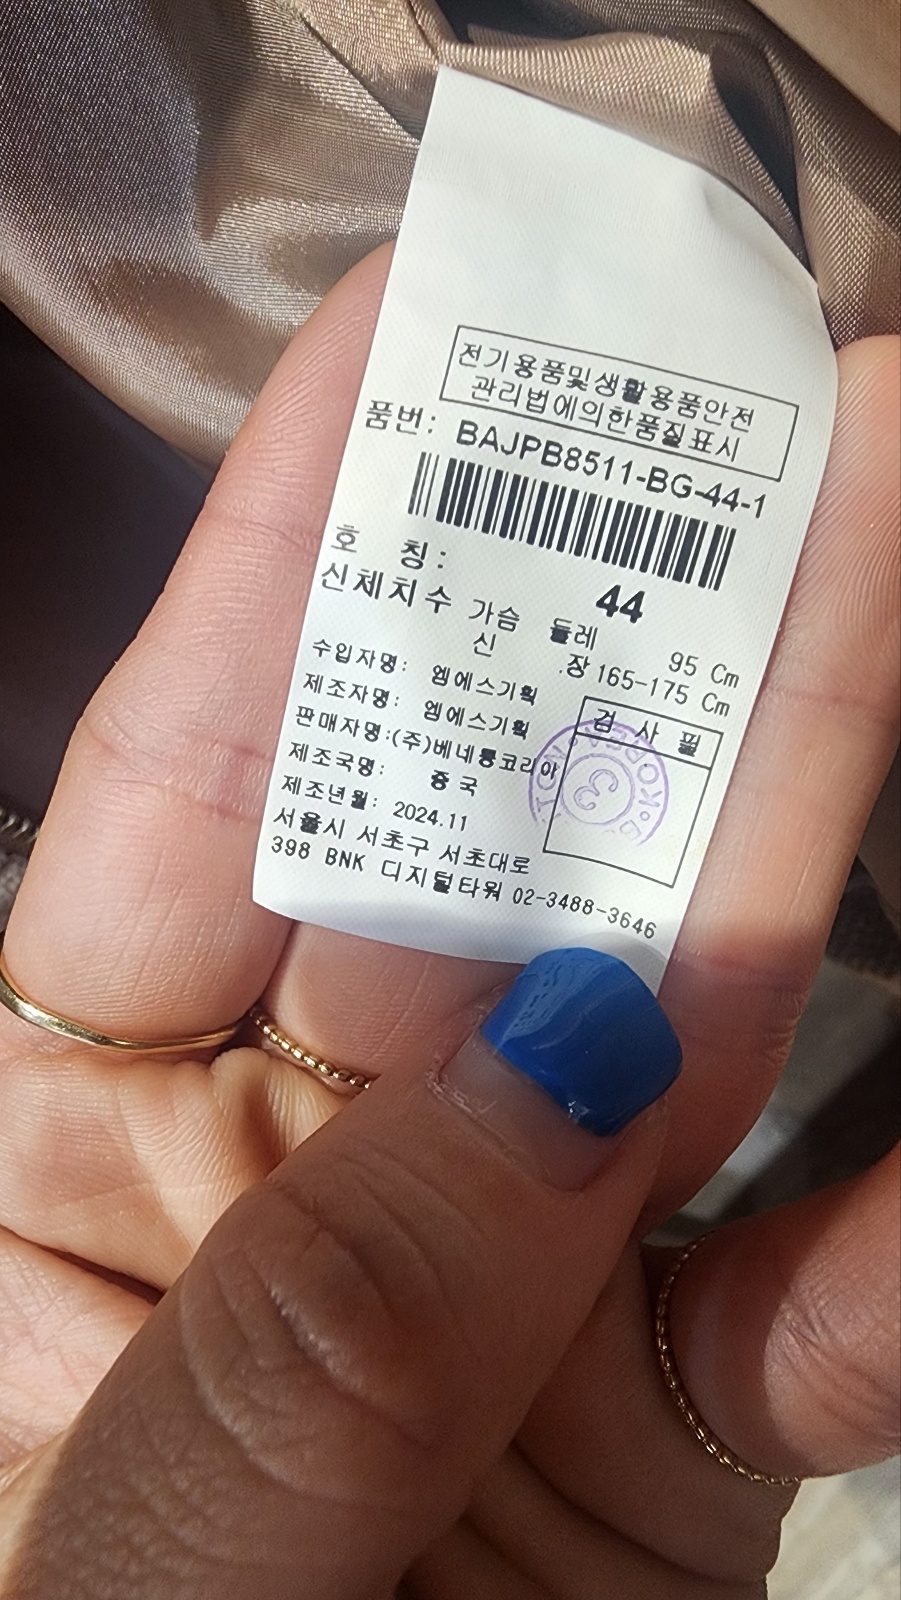 전기용품및생활용품안전
관리법에의한품질표시
품번: BAJPB8511-BG-44-1
호 칭: 44
신체치수 가슴 둘레 95 Cm
신 장 165-175 Cm
수입자명: 엠에스기획
제조자명: 엠에스기획
판매자명:(주)베네통코리아
제조국명: 중국
제조년월: 2024.11
검 사 필
서울시 서초구 서초대로
398 BNK 디지털타워 02-3488-3646